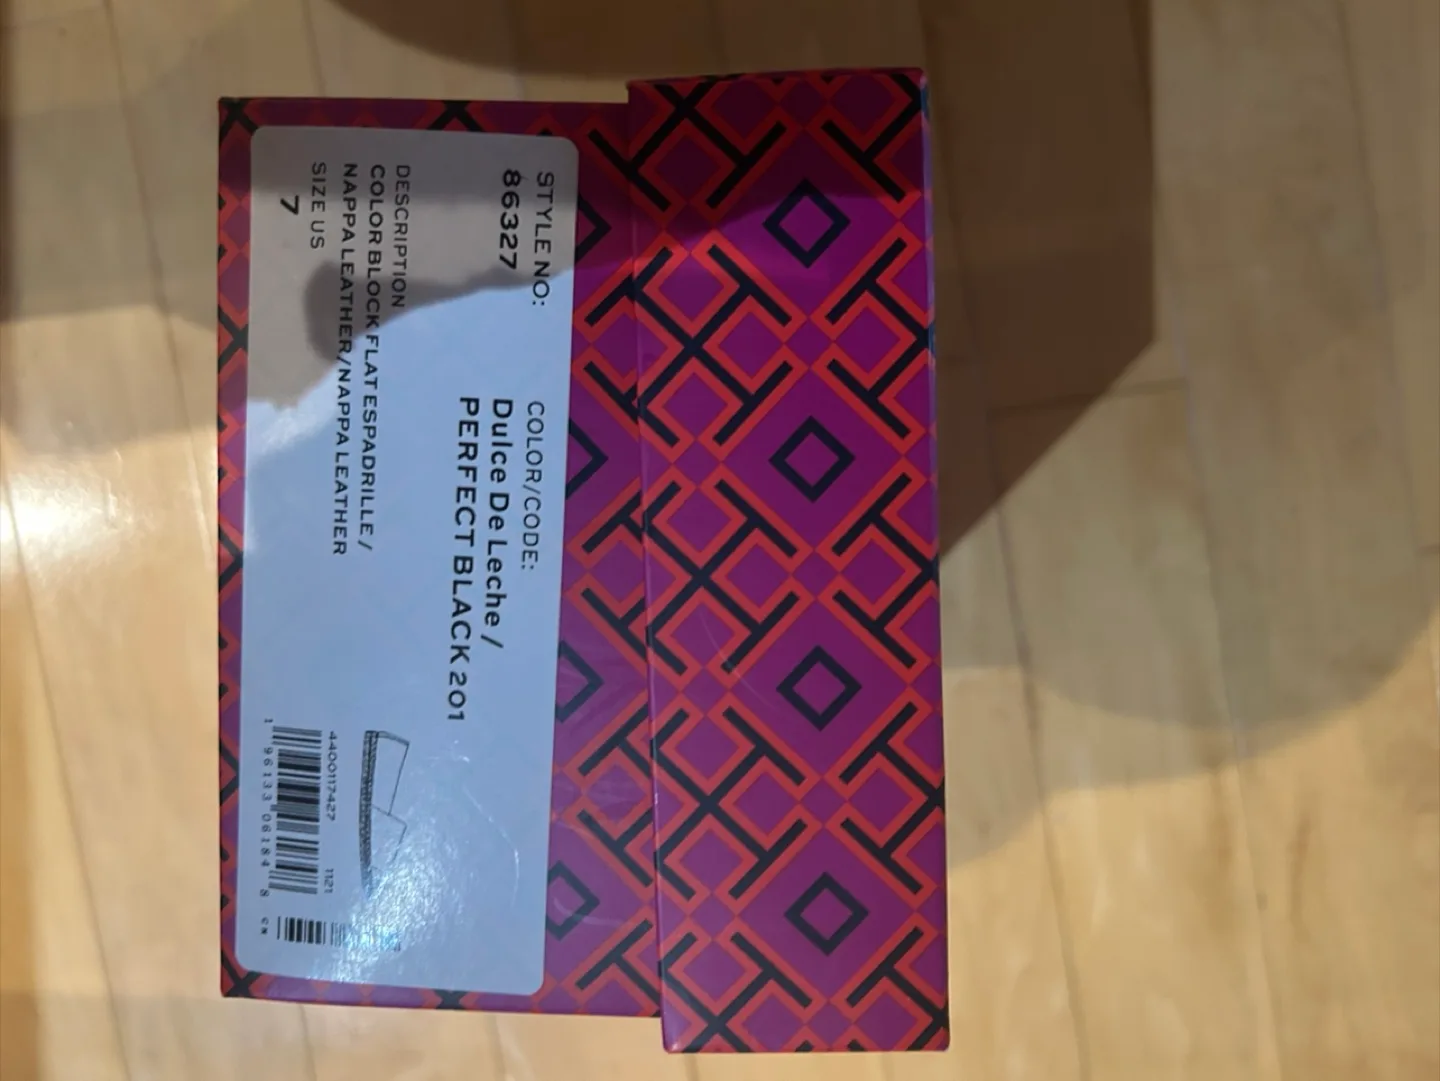 STYLE NO:
86327
COLOR/CODE:
Dulce De Leche /
PERFECT BLACK 201
DESCRIPTION
COLOR BLOCK FLAT ESPADRILLE /
NAPPA LEATHER/NAPPA LEATHER
SIZE US
7
4400117427 1121
1 96133 06184 8